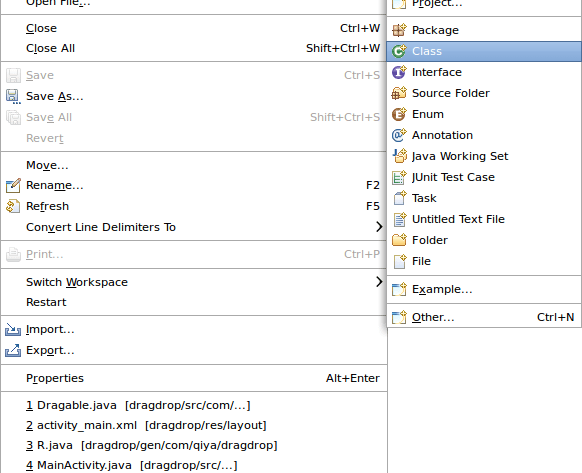 Open File...
Close Ctrl+W
Close All Shift+Ctrl+W
Save Ctrl+S
Save As...
Save All Shift+Ctrl+S
Revert
Move...
Rename... F2
Refresh F5
Convert Line Delimiters To
Print... Ctrl+P
Switch Workspace
Restart
Import...
Export...
Properties Alt+Enter
1 Dragable.java [dragdrop/src/com/...]
2 activity_main.xml [dragdrop/res/layout]
3 R.java [dragdrop/gen/com/qiya/dragdrop]
4 MainActivity.java [dragdrop/src/...]
Project...
Package
Class
Interface
Source Folder
Enum
Annotation
Java Working Set
JUnit Test Case
Task
Untitled Text File
Folder
File
Example...
Other... Ctrl+N